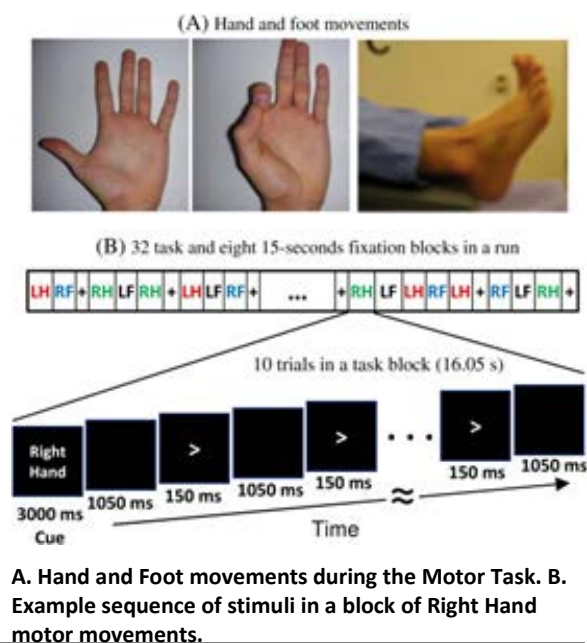 (A) Hand and foot movements
(B) 32 task and eight 15-seconds fixation blocks in a run
LH RF + RH LF RH + LH LF RF + ... + RH LF LH RF LH + RF LF RH +
10 trials in a task block (16.05 s)
Right
Hand
> > . . . >
3000 ms 1050 ms 150 ms 1050 ms 150 ms ≈ 150 ms 1050 ms
Cue
Time
A. Hand and Foot movements during the Motor Task. B.
Example sequence of stimuli in a block of Right Hand
motor movements.